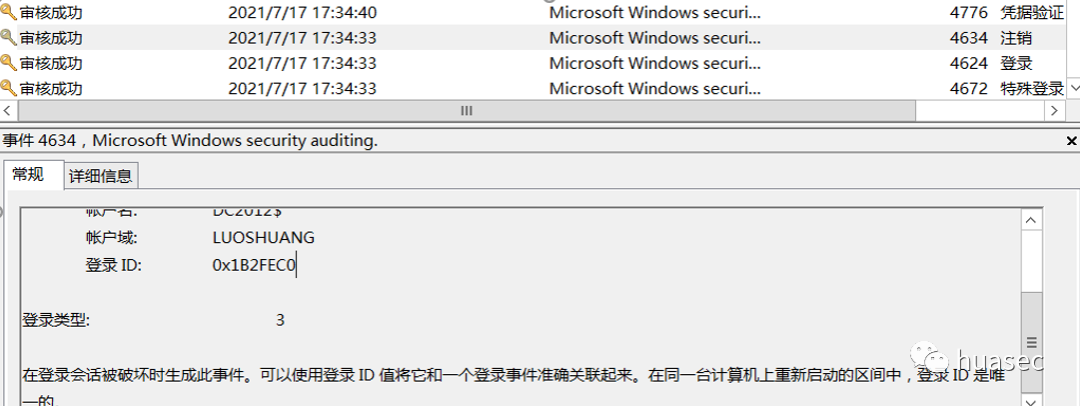 审核成功 2021/7/17 17:34:40 Microsoft Windows securi... 4776 凭据验证
审核成功 2021/7/17 17:34:33 Microsoft Windows securi... 4634 注销
审核成功 2021/7/17 17:34:33 Microsoft Windows securi... 4624 登录
审核成功 2021/7/17 17:34:33 Microsoft Windows securi... 4672 特殊登录
事件 4634，Microsoft Windows security auditing.
常规 详细信息
帐户名: DC2012$
帐户域: LUOSHUANG
登录 ID: 0x1B2FEC0
登录类型: 3
在登录会话被破坏时生成此事件。可以使用登录 ID 值将它和一个登录事件准确关联起来。在同一台计算机上重新启动的区间中，登录 ID 是唯
一的。
huasec